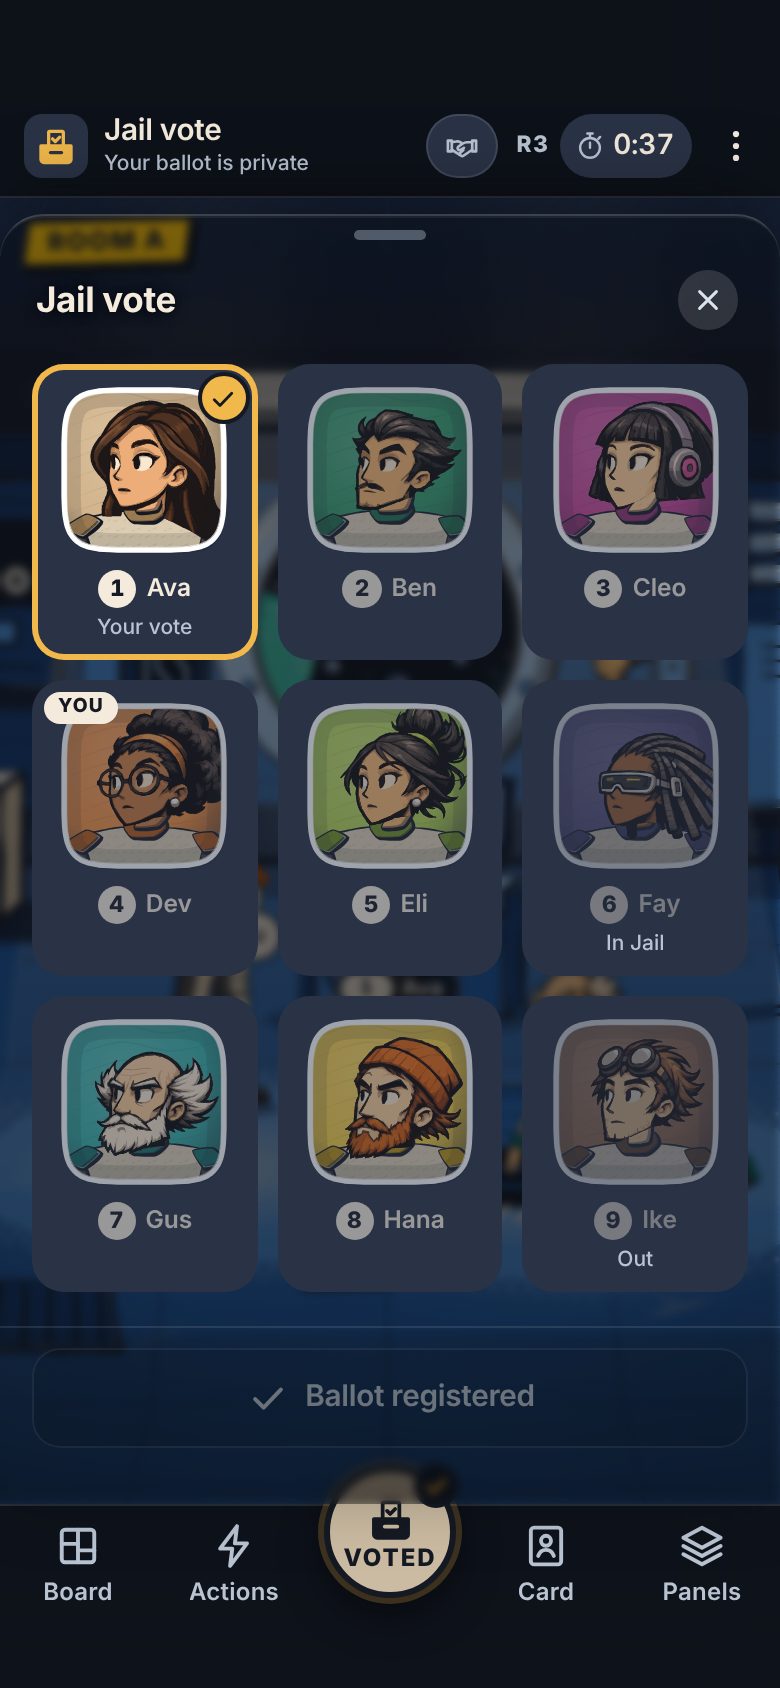 Jail vote
Your ballot is private
R3
0:37
ROOM A
Jail vote
1 Ava
Your vote
2 Ben
3 Cleo
YOU
4 Dev
5 Eli
6 Fay
In Jail
7 Gus
8 Hana
9 Ike
Out
Ballot registered
VOTED
Board
Actions
Card
Panels